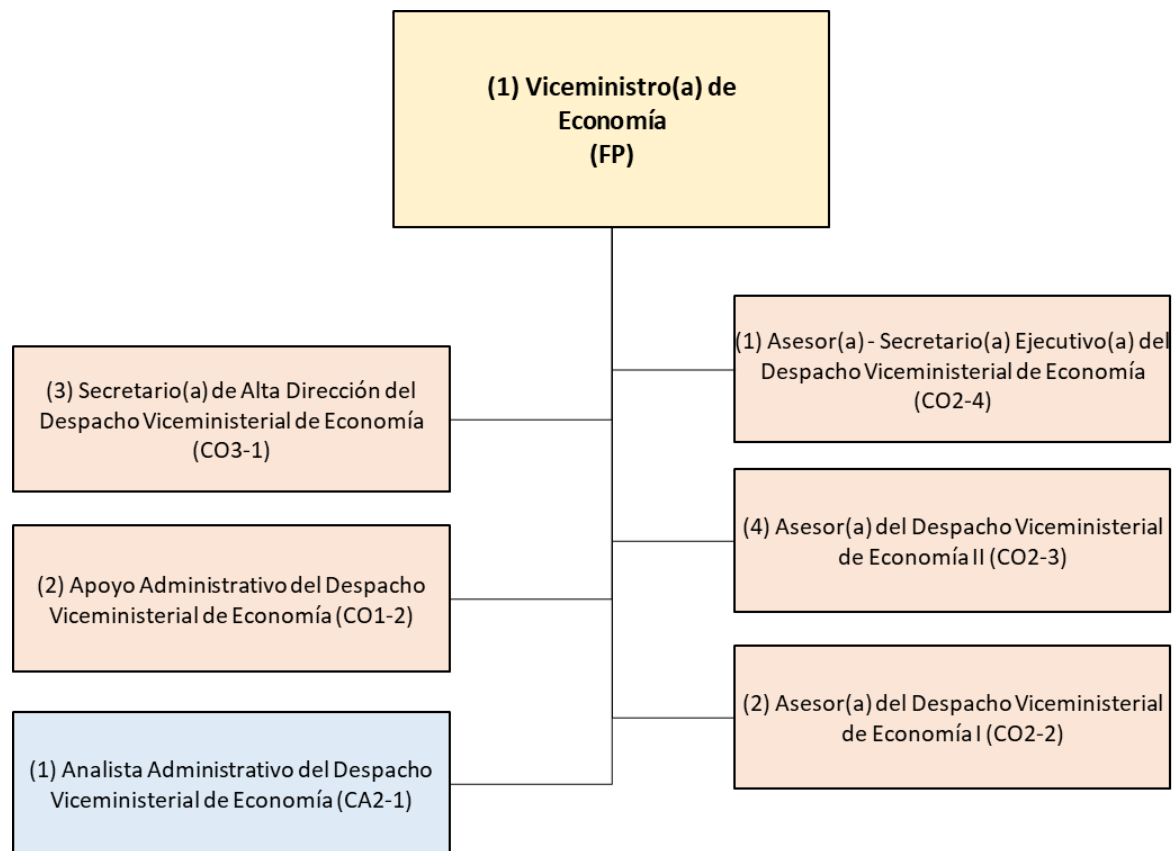 (1) Viceministro(a) de
Economía
(FP)
(1) Asesor(a) - Secretario(a) Ejecutivo(a) del
Despacho Viceministerial de Economía
(CO2-4)
(3) Secretario(a) de Alta Dirección del
Despacho Viceministerial de Economía
(CO3-1)
(4) Asesor(a) del Despacho Viceministerial
de Economía II (CO2-3)
(2) Apoyo Administrativo del Despacho
Viceministerial de Economía (CO1-2)
(2) Asesor(a) del Despacho Viceministerial
de Economía I (CO2-2)
(1) Analista Administrativo del Despacho
Viceministerial de Economía (CA2-1)